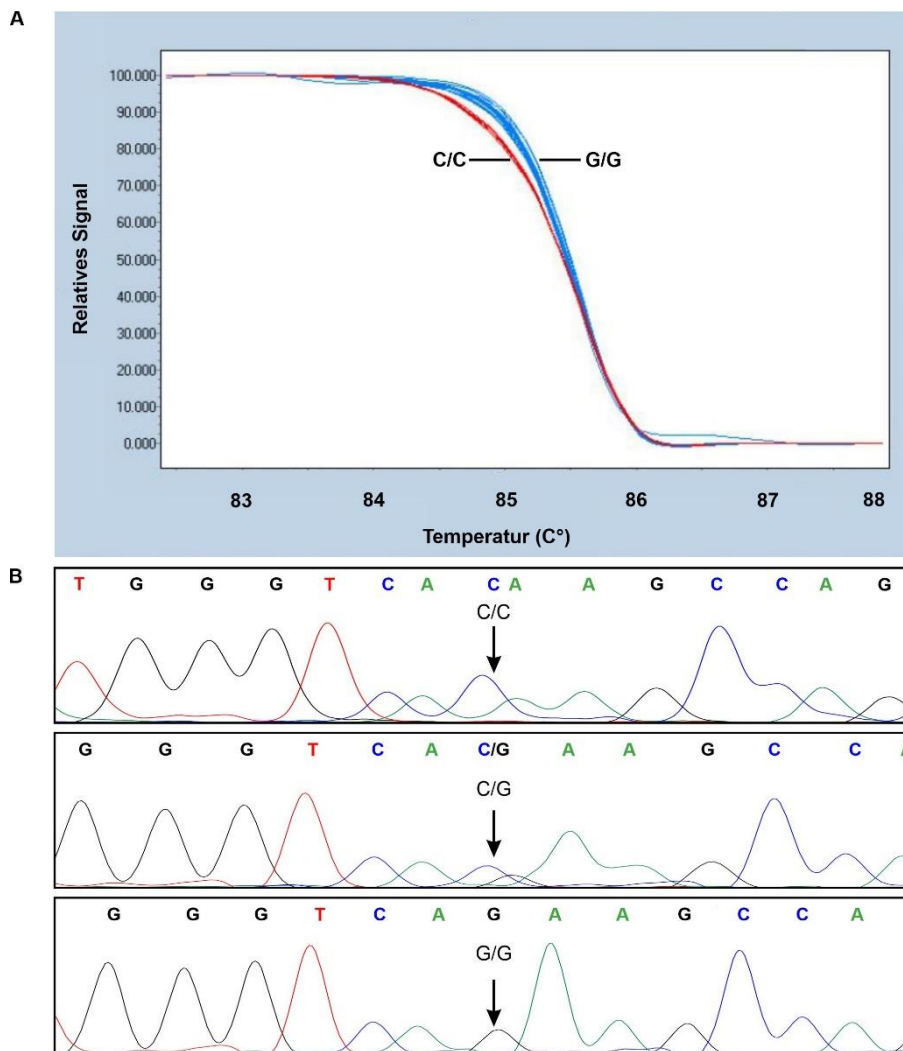 A
Relatives Signal
100.000
90.000
80.000
70.000
60.000
50.000
40.000
30.000
20.000
10.000
0.000
C/C
G/G
83 84 85 86 87 88
Temperatur (C°)
B
T G G G T C A C A A G C C A G
C/C
G G G T C A C/G A A G C C A
C/G
G G G T C A G A A G C C A
G/G